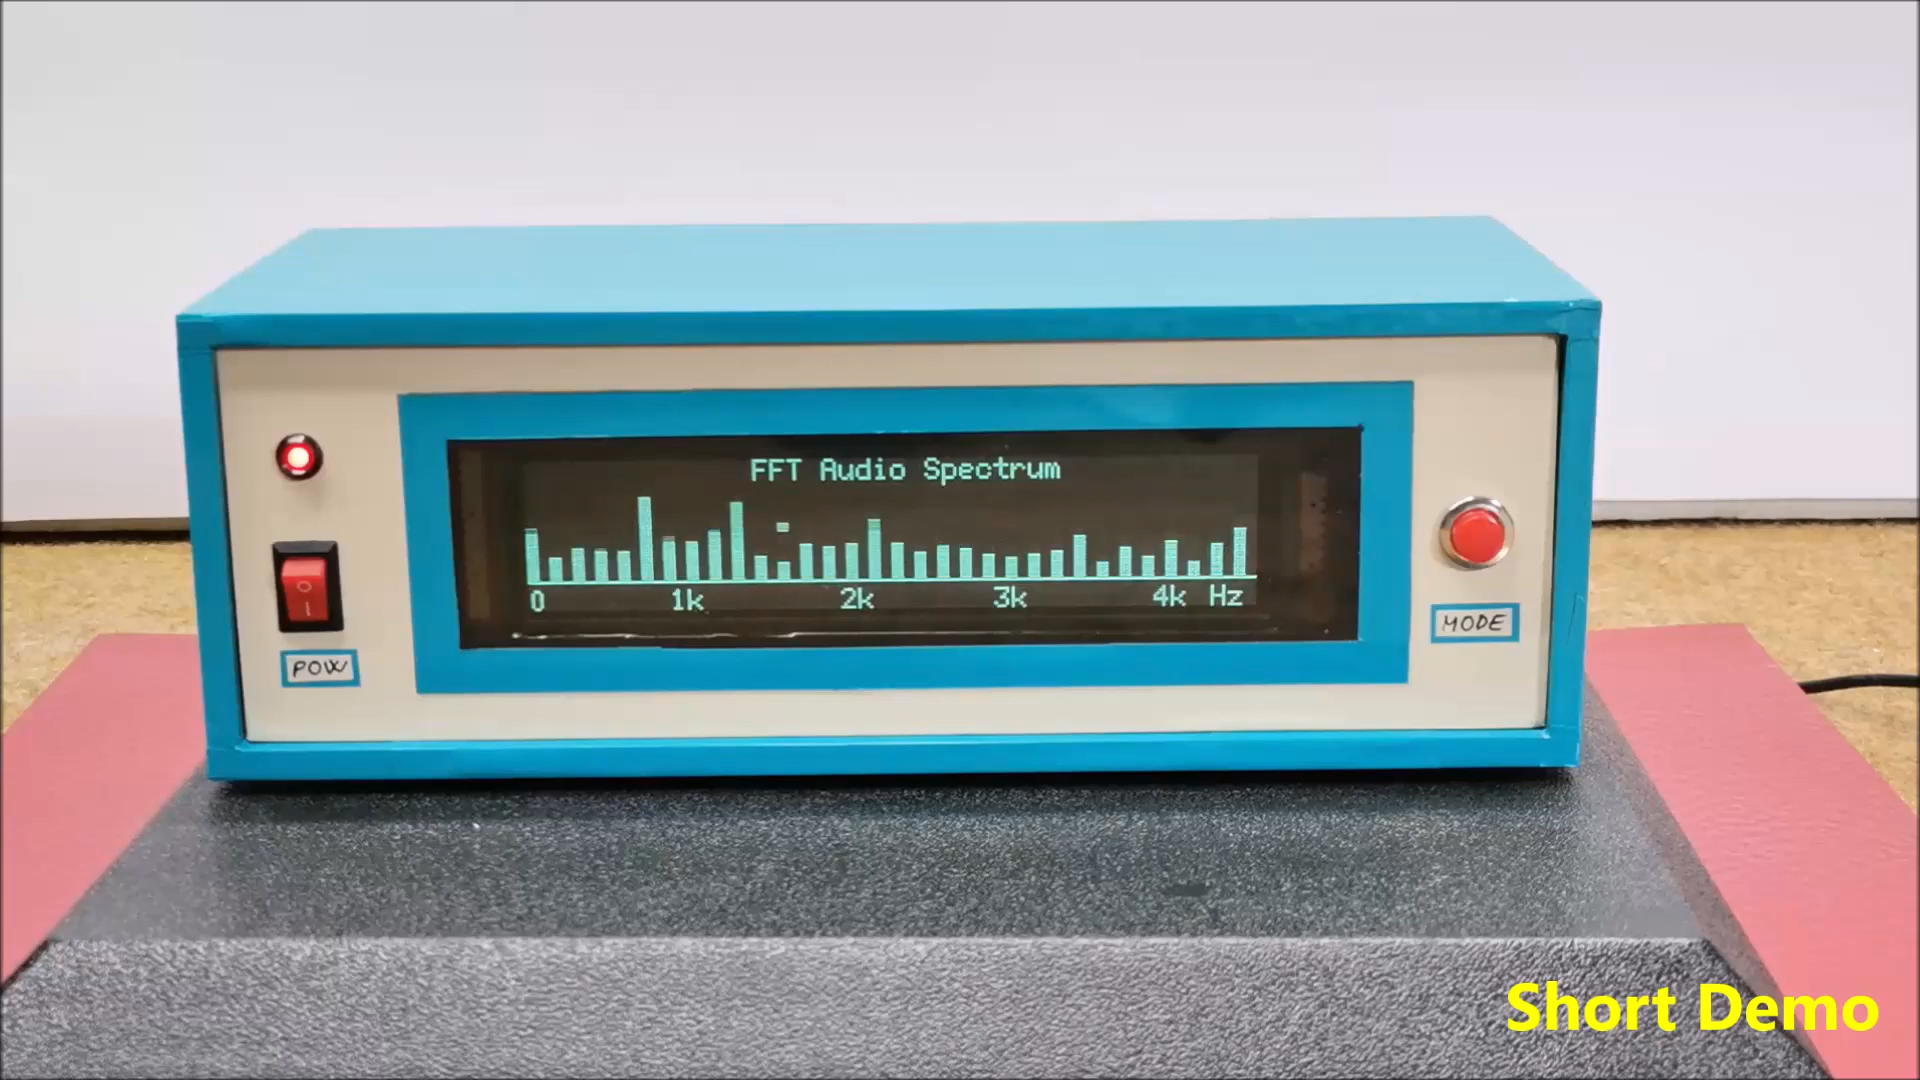 FFT Audio Spectrum
0 1k 2k 3k 4k Hz
POW
MODE
Short Demo